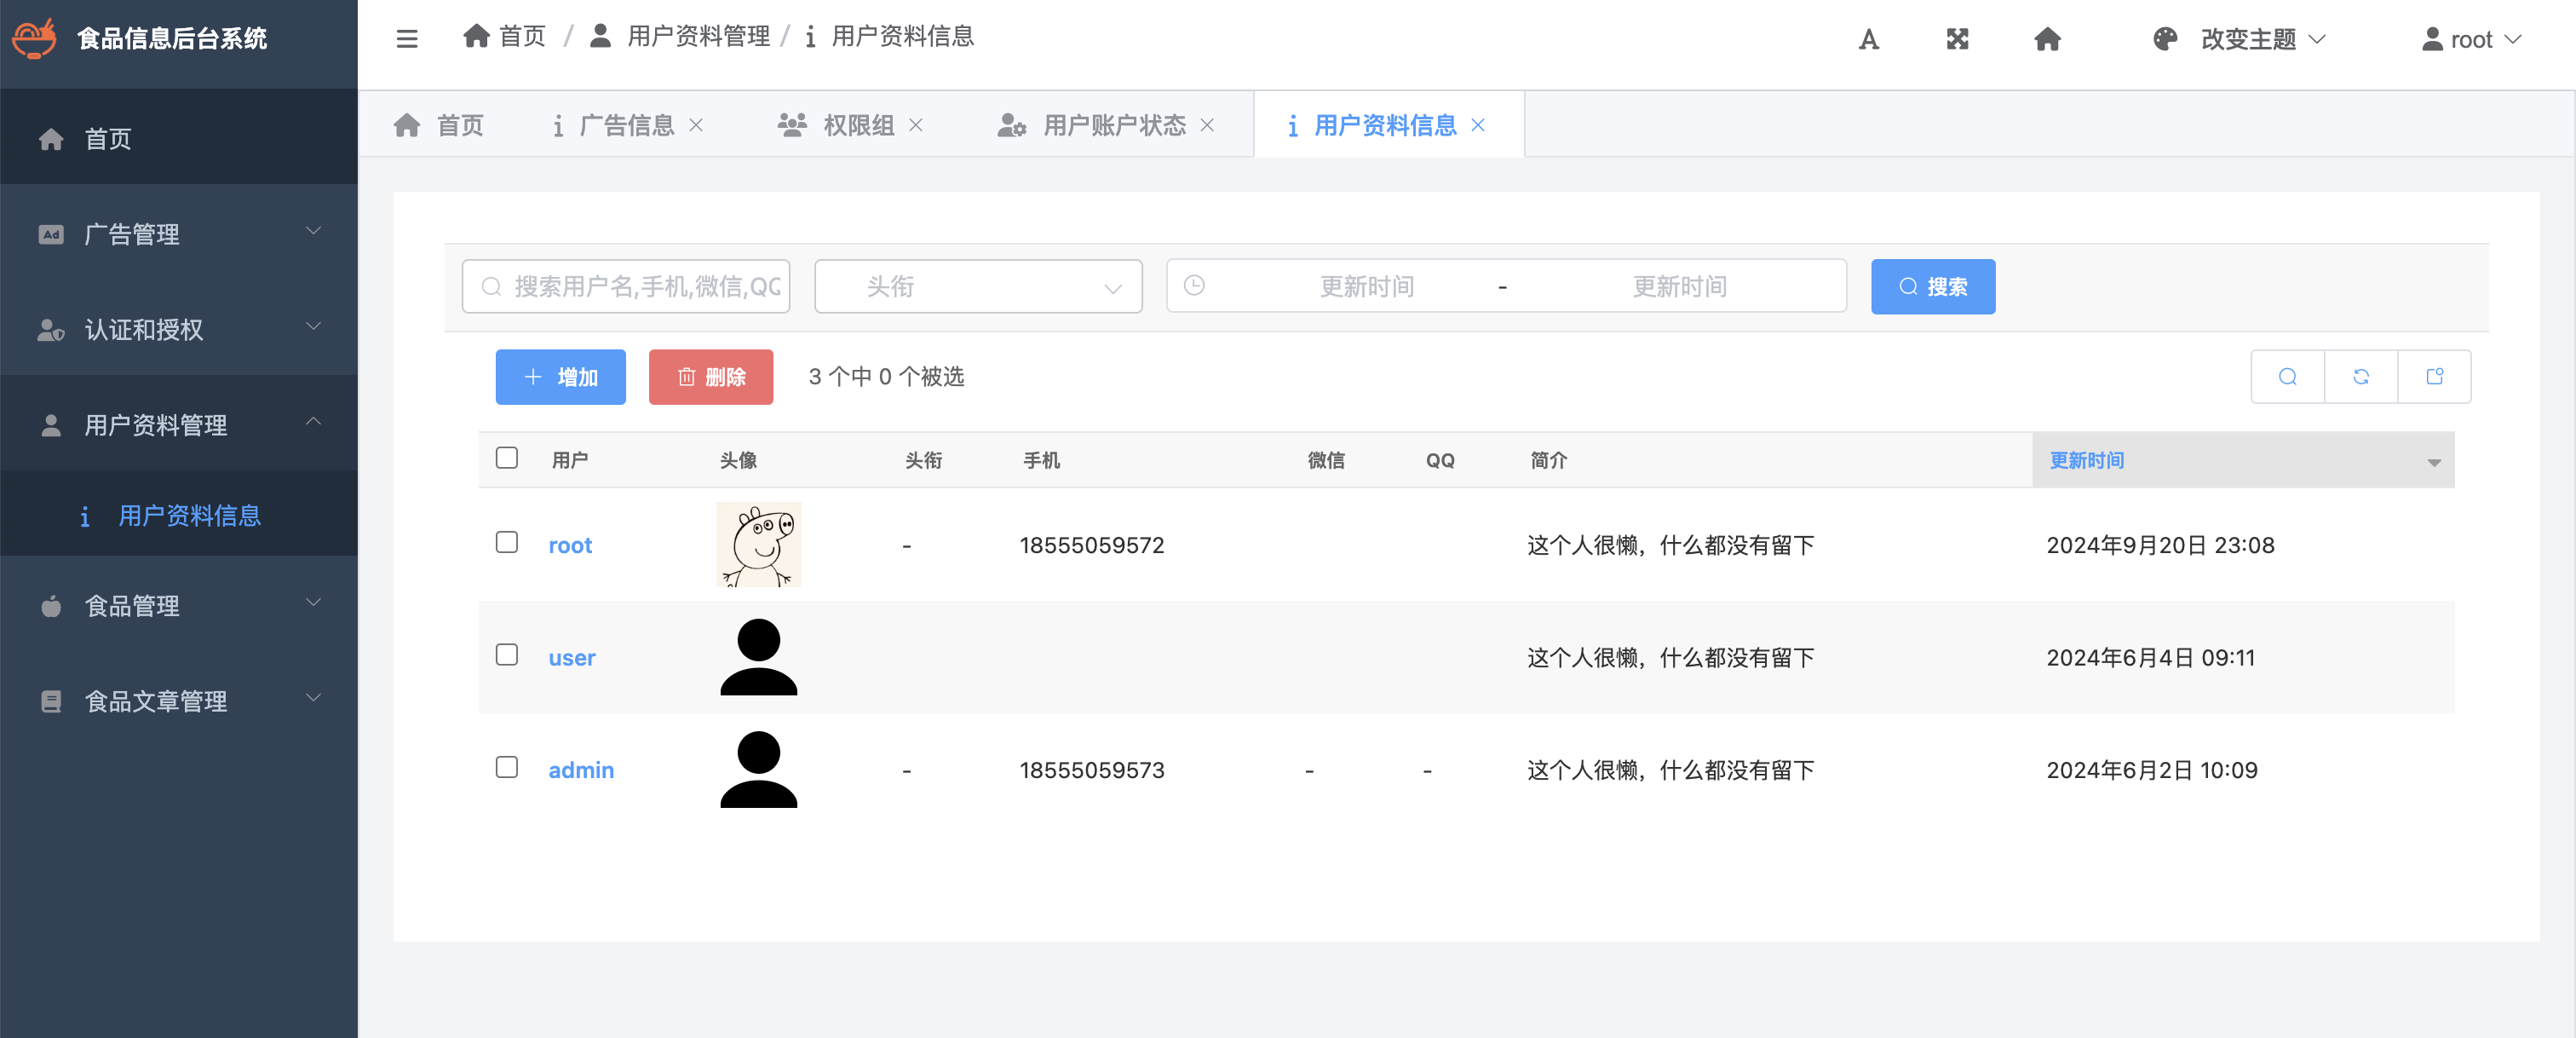 食品信息后台系统
首页 / 用户资料管理 / 用户资料信息
改变主题
root
首页
广告管理
认证和授权
用户资料管理
用户资料信息
食品管理
食品文章管理
首页 广告信息 权限组 用户账户状态 用户资料信息
搜索用户名,手机,微信,QQ 头衔 更新时间 - 更新时间 搜索
增加 删除 3 个中 0 个被选
用户 头像 头衔 手机 微信 QQ 简介 更新时间
root - 18555059572 这个人很懒，什么都没有留下 2024年9月20日 23:08
user 这个人很懒，什么都没有留下 2024年6月4日 09:11
admin - 18555059573 - - 这个人很懒，什么都没有留下 2024年6月2日 10:09